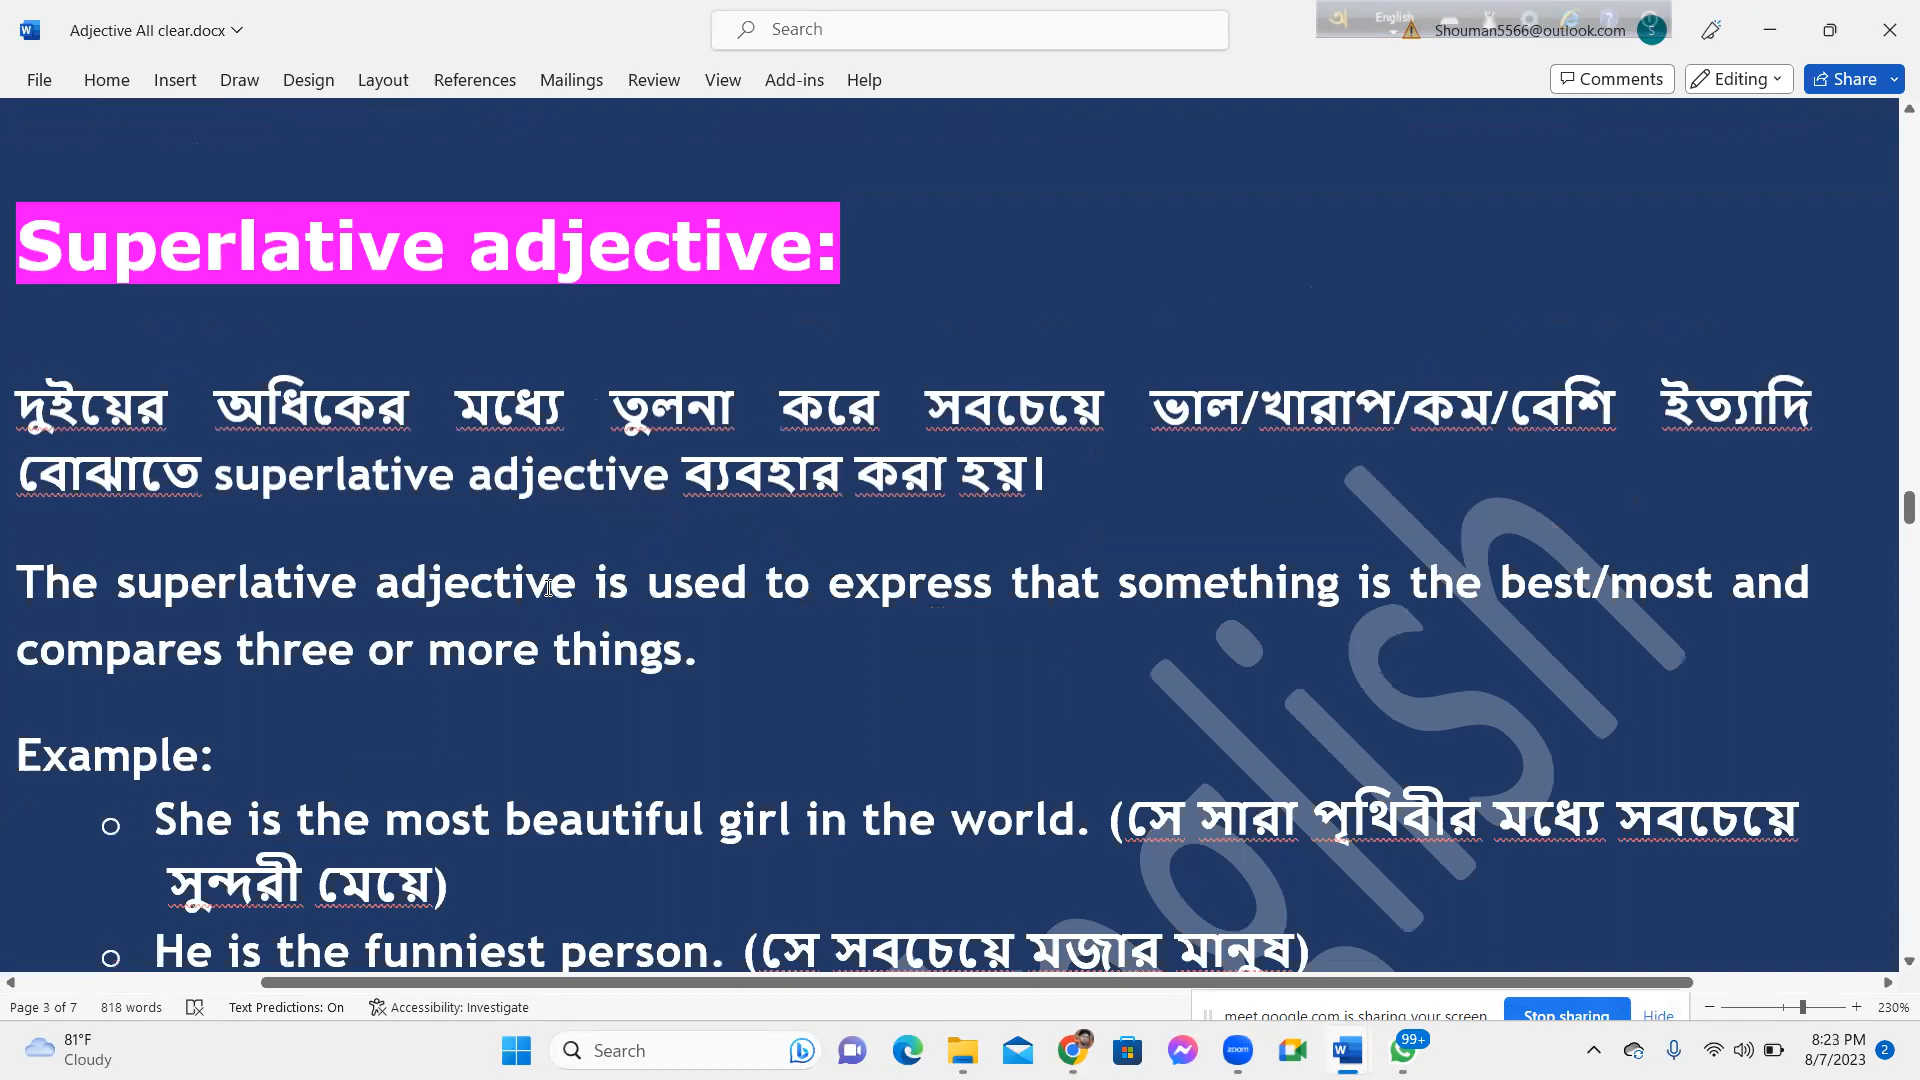 Adjective All clear.docx
Search
English
Shouman5566@outlook.com
S
File Home Insert Draw Design Layout References Mailings Review View Add-ins Help
Comments Editing Share
Superlative adjective:
দুইয়ের অধিকের মধ্যে তুলনা করে সবচেয়ে ভাল/খারাপ/কম/বেশি ইত্যাদি
বোঝাতে superlative adjective ব্যবহার করা হয়।
The superlative adjective is used to express that something is the best/most and
compares three or more things.
Example:
o She is the most beautiful girl in the world. (সে সারা পৃথিবীর মধ্যে সবচেয়ে
সুন্দরী মেয়ে)
o He is the funniest person. (সে সবচেয়ে মজার মানুষ)
glish
nglish
Page 3 of 7 818 words Text Predictions: On Accessibility: Investigate
meet.google.com is sharing your screen. Stop sharing Hide
230%
81°F
Cloudy
Search
zoom
99+
8:23 PM
8/7/2023
2